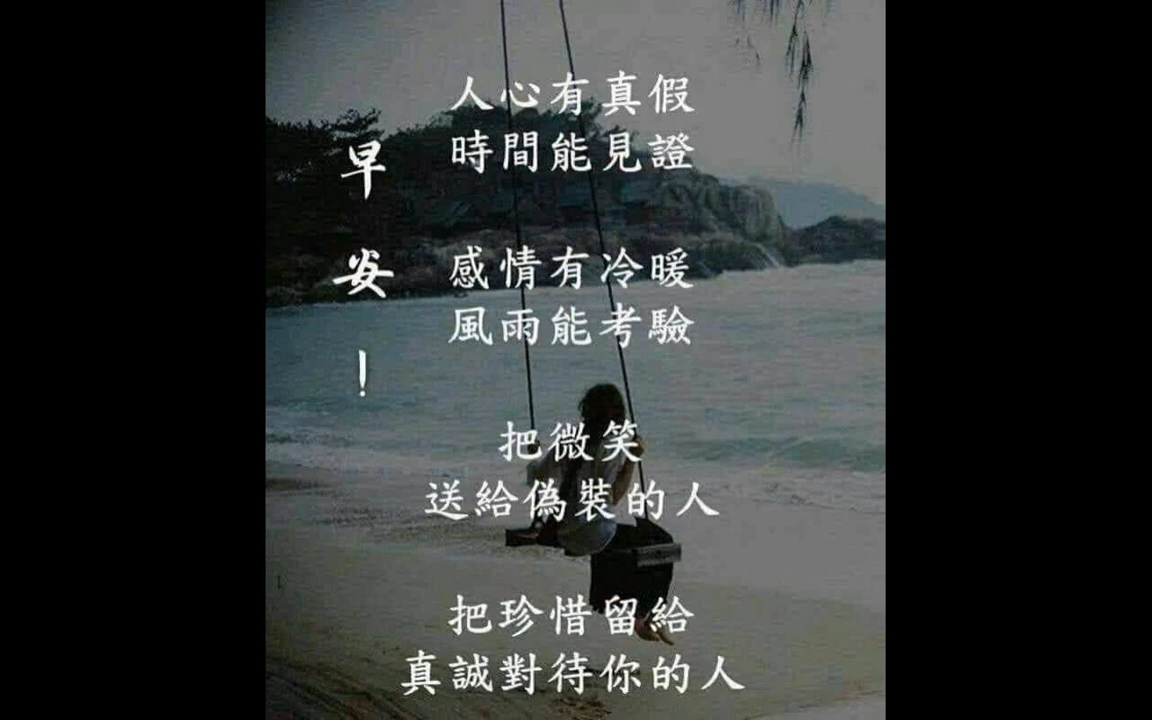 早安！
人心有真假
時間能見證
感情有冷暖
風雨能考驗
把微笑
送給偽裝的人
把珍惜留給
真誠對待你的人